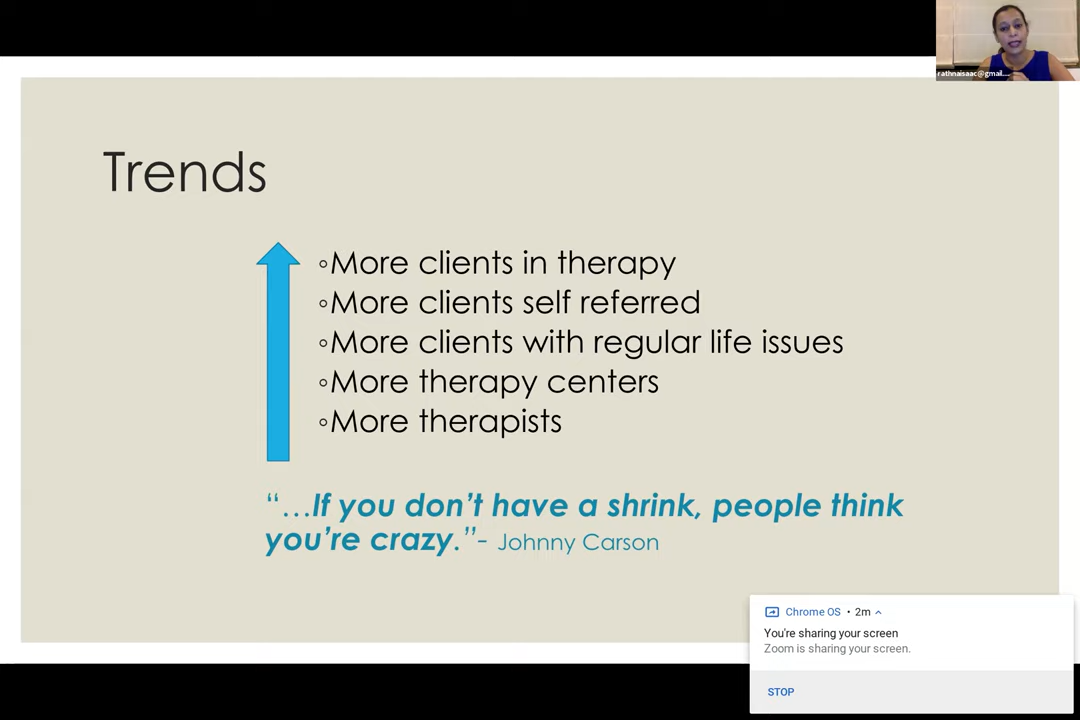 rathnaisaac@gmail....
Trends
◦More clients in therapy
◦More clients self referred
◦More clients with regular life issues
◦More therapy centers
◦More therapists
“…If you don’t have a shrink, people think
you’re crazy.”- Johnny Carson
Chrome OS • 2m
You're sharing your screen
Zoom is sharing your screen.
STOP